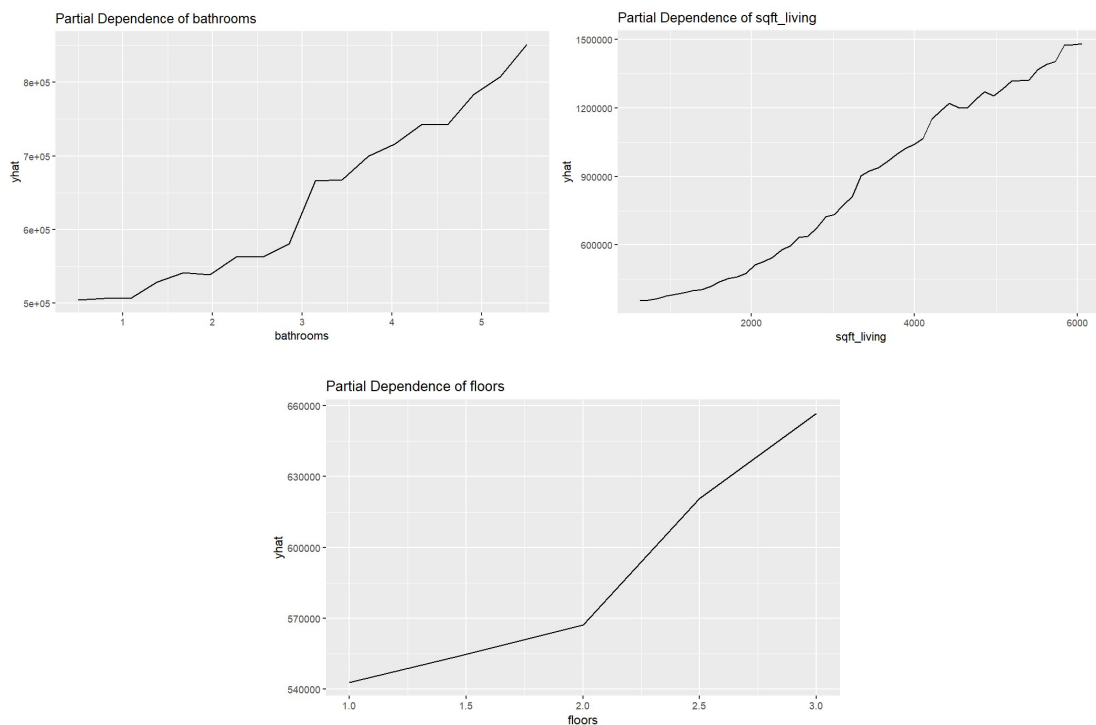 Partial Dependence of bathrooms
8e+05
7e+05
6e+05
5e+05
yhat
1 2 3 4 5
bathrooms
Partial Dependence of sqft_living
1500000
1200000
900000
600000
yhat
2000 4000 6000
sqft_living
Partial Dependence of floors
660000
630000
600000
570000
540000
yhat
1.0 1.5 2.0 2.5 3.0
floors